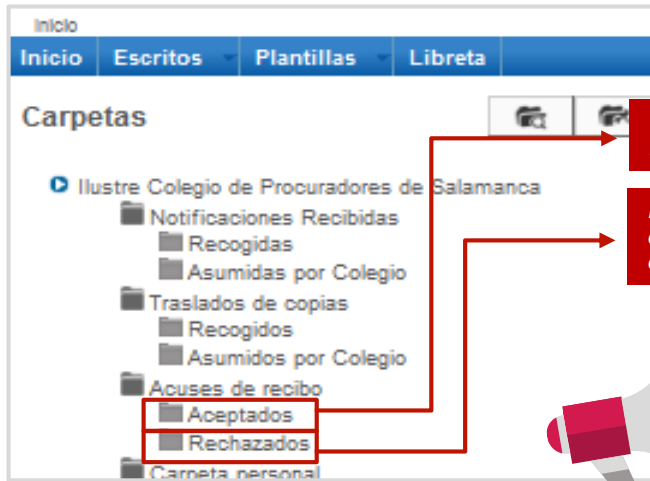 Inicio
Inicio Escritos Plantillas Libreta
Carpetas
Ilustre Colegio de Procuradores de Salamanca
Notificaciones Recibidas
Recogidas
Asumidas por Colegio
Traslados de copias
Recogidos
Asumidos por Colegio
Acuses de recibo
Aceptados
Rechazados
Carpeta personal